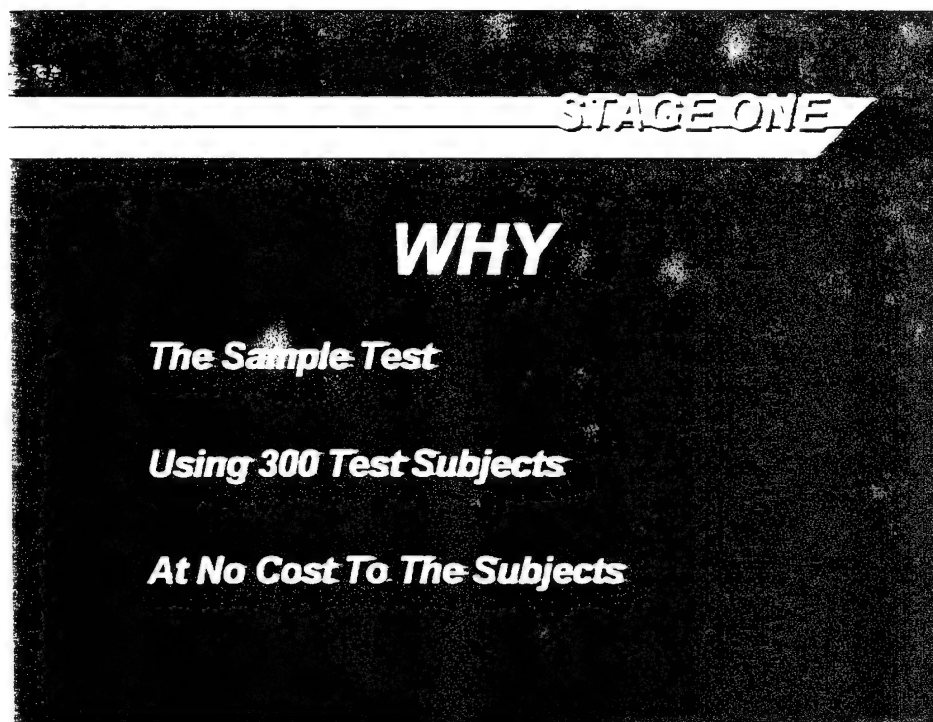 STAGE ONE
WHY
The Sample Test
Using 300 Test Subjects
At No Cost To The Subjects